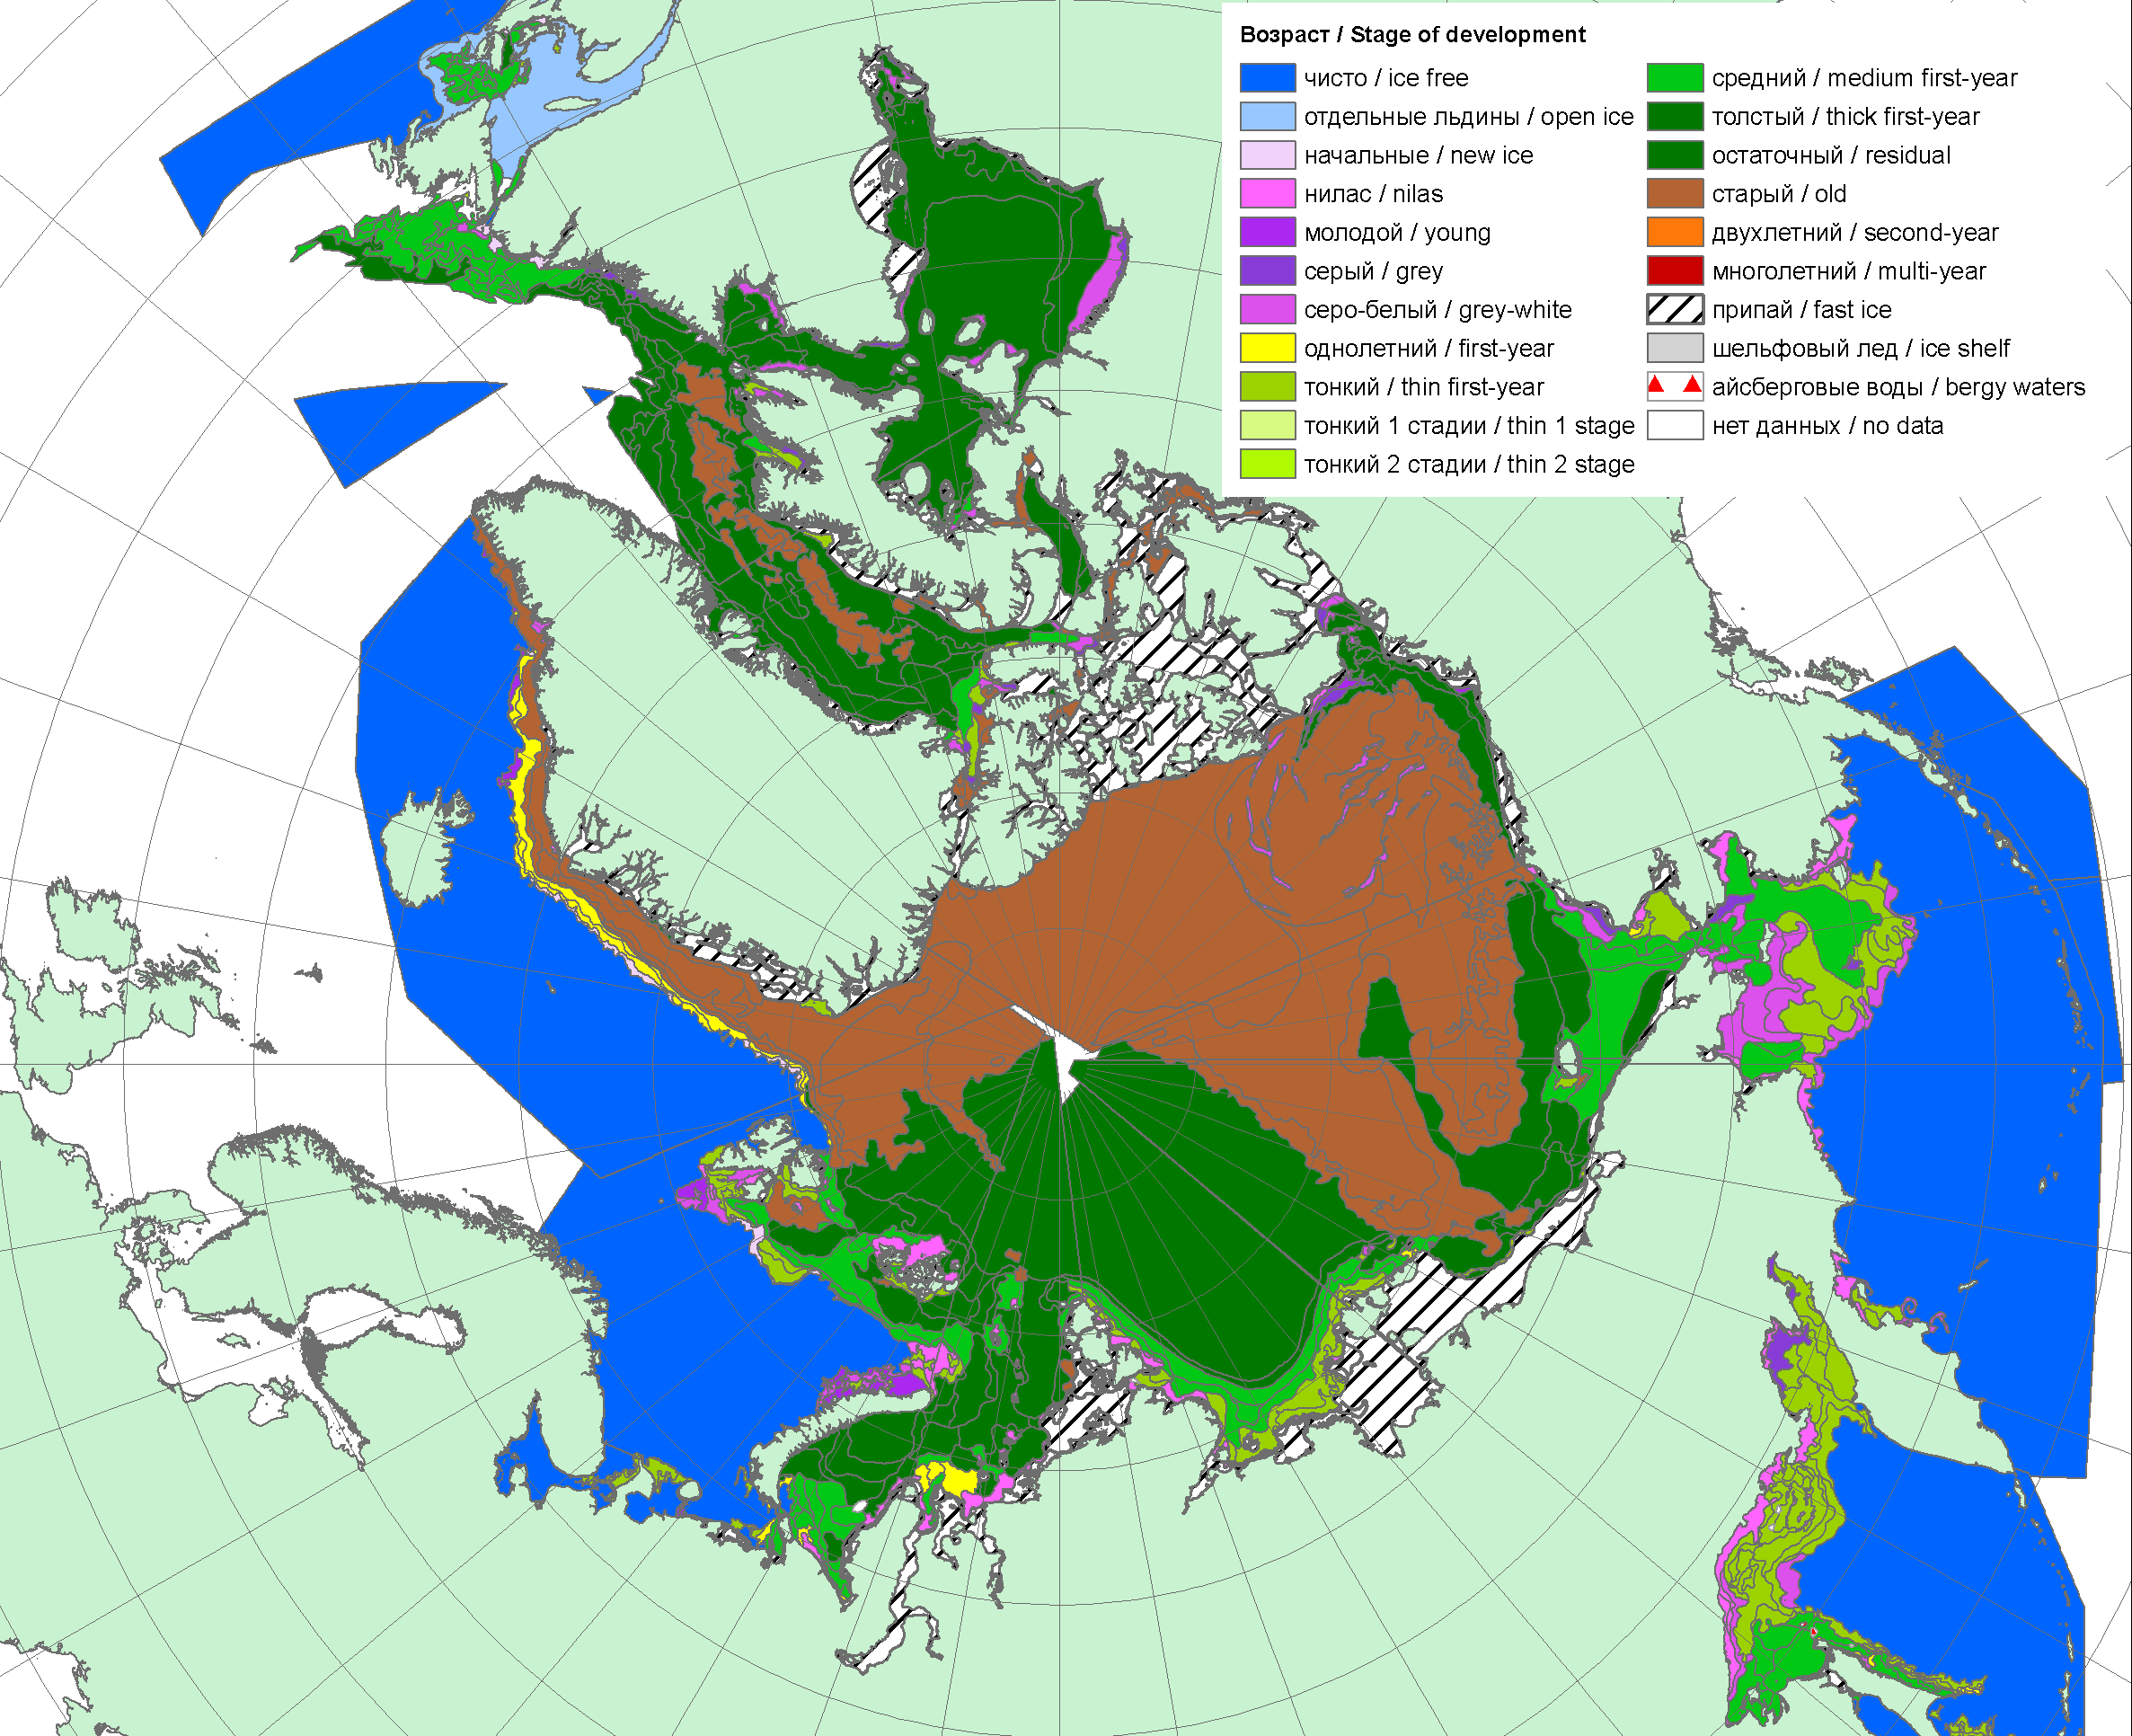 Возраст / Stage of development
чисто / ice free
отдельные льдины / open ice
начальные / new ice
нилас / nilas
молодой / young
серый / grey
серо-белый / grey-white
однолетний / first-year
тонкий / thin first-year
тонкий 1 стадии / thin 1 stage
тонкий 2 стадии / thin 2 stage
средний / medium first-year
толстый / thick first-year
остаточный / residual
старый / old
двухлетний / second-year
многолетний / multi-year
припай / fast ice
шельфовый лед / ice shelf
айсберговые воды / bergy waters
нет данных / no data